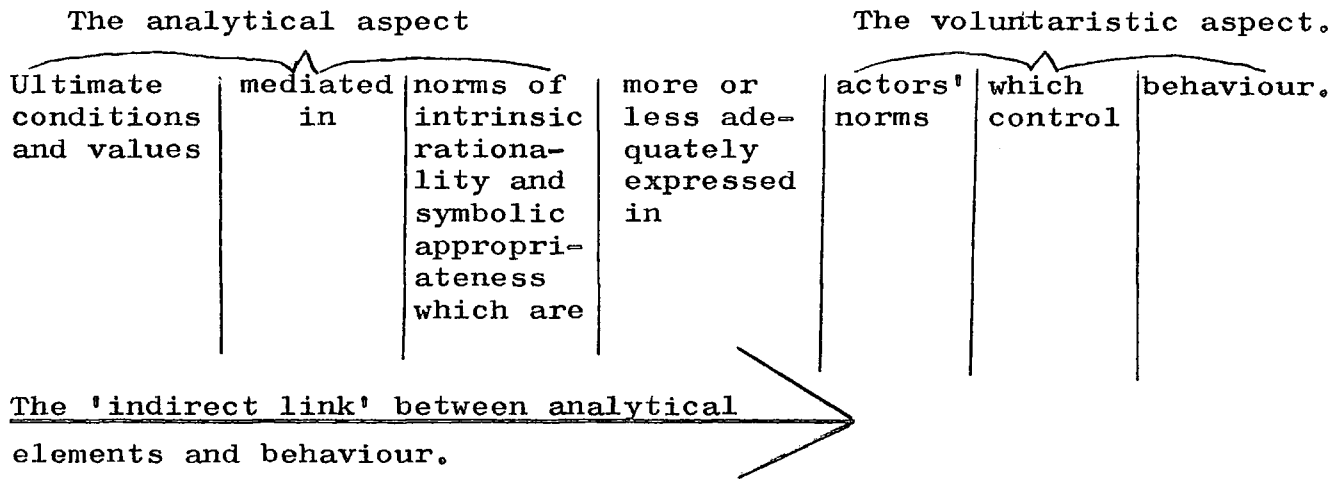 The analytical aspect
The voluntaristic aspect.
Ultimate
conditions
and values
mediated
in
norms of
intrinsic
rationa-
lity and
symbolic
appropri-
ateness
which are
more or
less ade-
quately
expressed
in
actors'
norms
which
control
behaviour.
The 'indirect link' between analytical
elements and behaviour.